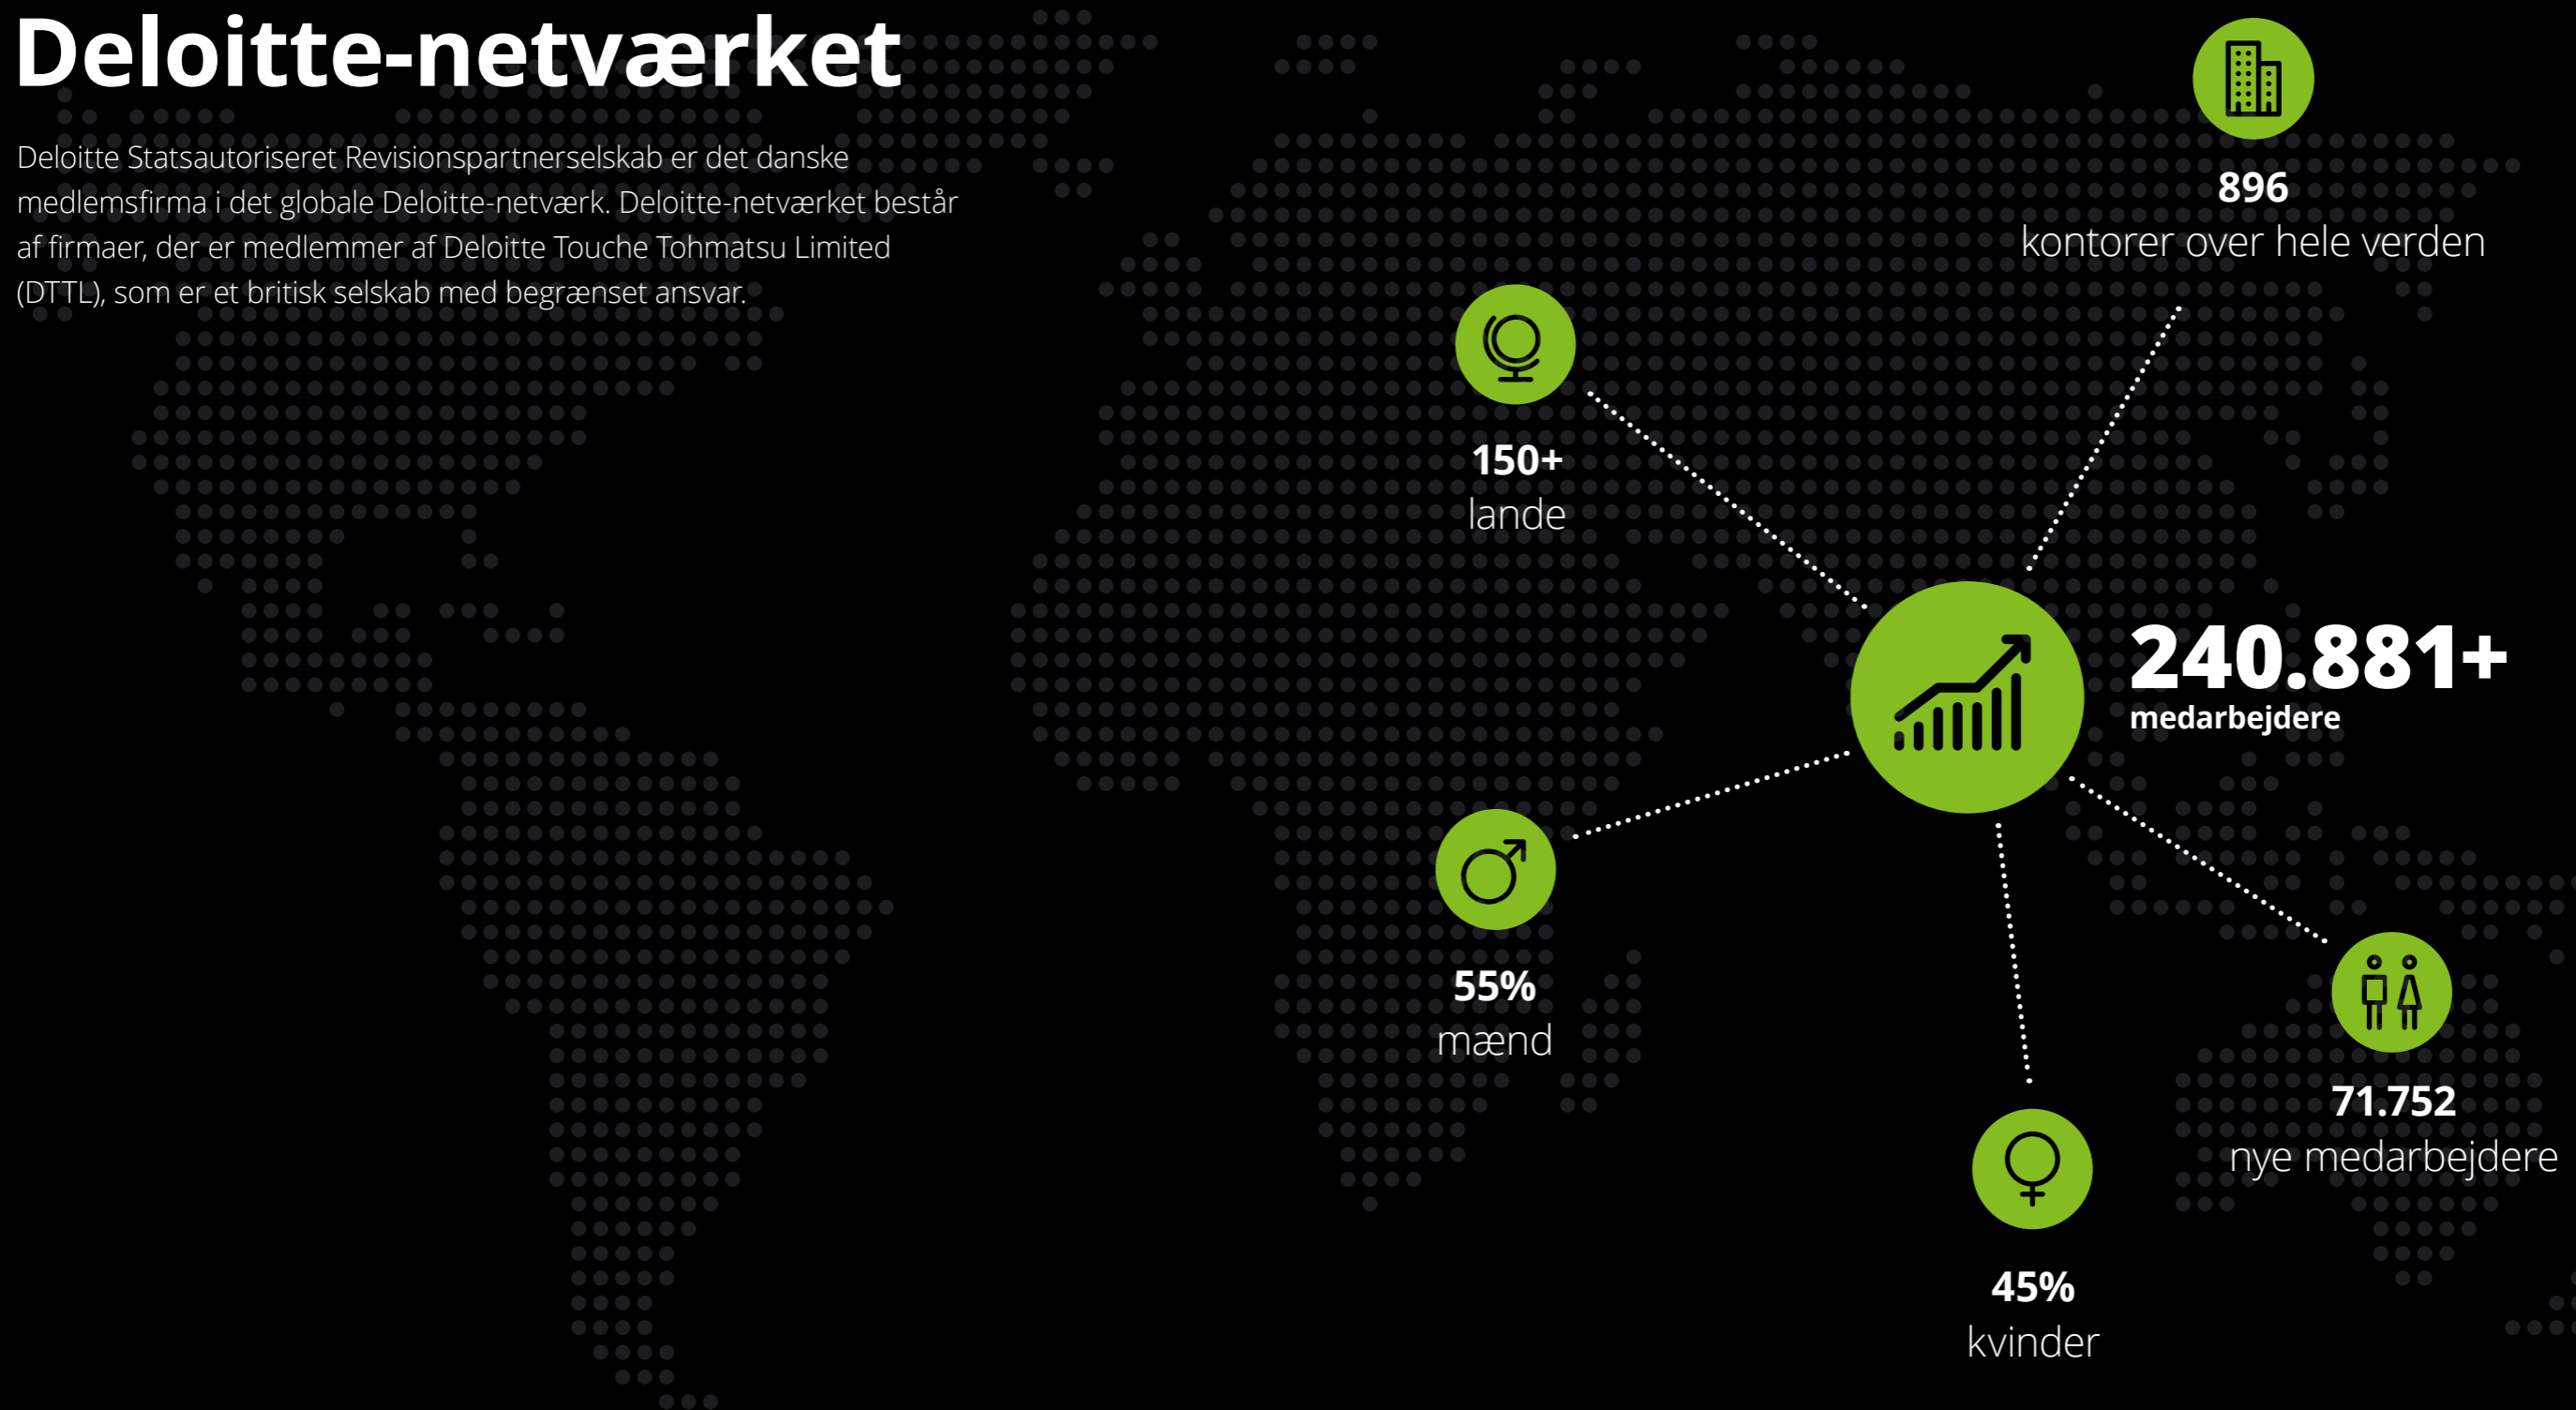 Deloitte-netværket
Deloitte Statsautoriseret Revisionspartnerselskab er det danske
medlemsfirma i det globale Deloitte-netværk. Deloitte-netværket består
af firmaer, der er medlemmer af Deloitte Touche Tohmatsu Limited
(DTTL), som er et britisk selskab med begrænset ansvar.
896
kontorer over hele verden
150+
lande
240.881+
medarbejdere
55%
mænd
71.752
nye medarbejdere
45%
kvinder